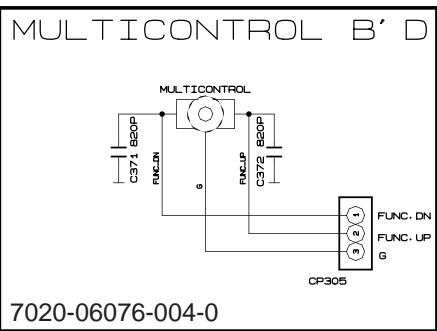 MULTICONTROL B'D
MULTICONTROL
C371 820P
FUNC.DN
G
FUNC.UP
C372 820P
1 FUNC.DN
2 FUNC.UP
3 G
CP305
7020-06076-004-0